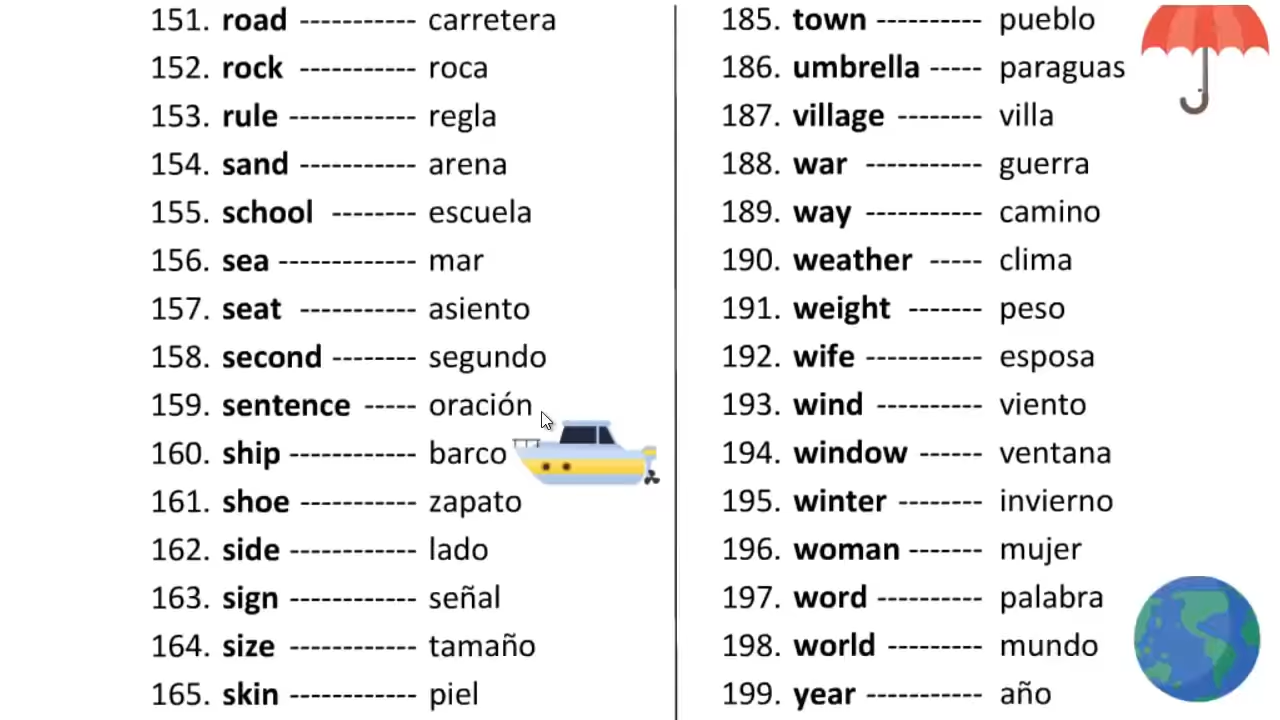 151. road ----------- carretera
152. rock ----------- roca
153. rule ------------ regla
154. sand ----------- arena
155. school -------- escuela
156. sea ------------- mar
157. seat ----------- asiento
158. second -------- segundo
159. sentence ----- oración
160. ship ------------ barco
161. shoe ------------ zapato
162. side ------------ lado
163. sign ------------ señal
164. size ------------ tamaño
165. skin ------------ piel
185. town ---------- pueblo
186. umbrella ----- paraguas
187. village -------- villa
188. war ----------- guerra
189. way ----------- camino
190. weather ----- clima
191. weight ------- peso
192. wife ----------- esposa
193. wind ---------- viento
194. window ------ ventana
195. winter -------- invierno
196. woman ------- mujer
197. word ---------- palabra
198. world --------- mundo
199. year ----------- año